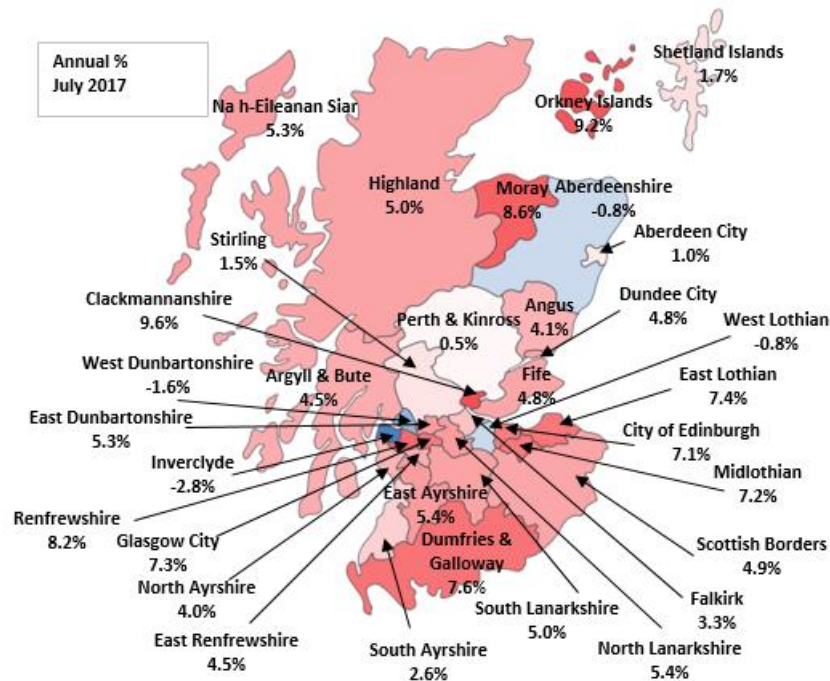 Annual %
July 2017
Shetland Islands
1.7%
Orkney Islands
9.2%
Na h-Eileanan Siar
5.3%
Highland
5.0%
Moray
8.6%
Aberdeenshire
-0.8%
Aberdeen City
1.0%
Stirling
1.5%
Clackmannanshire
9.6%
Perth & Kinross
0.5%
Angus
4.1%
Dundee City
4.8%
West Lothian
-0.8%
West Dunbartonshire
-1.6%
Argyll & Bute
4.5%
Fife
4.8%
East Lothian
7.4%
East Dunbartonshire
5.3%
City of Edinburgh
7.1%
Inverclyde
-2.8%
Midlothian
7.2%
Renfrewshire
8.2%
Glasgow City
7.3%
East Ayrshire
5.4%
Dumfries &
Galloway
7.6%
Scottish Borders
4.9%
North Ayrshire
4.0%
South Lanarkshire
5.0%
Falkirk
3.3%
East Renfrewshire
4.5%
South Ayrshire
2.6%
North Lanarkshire
5.4%